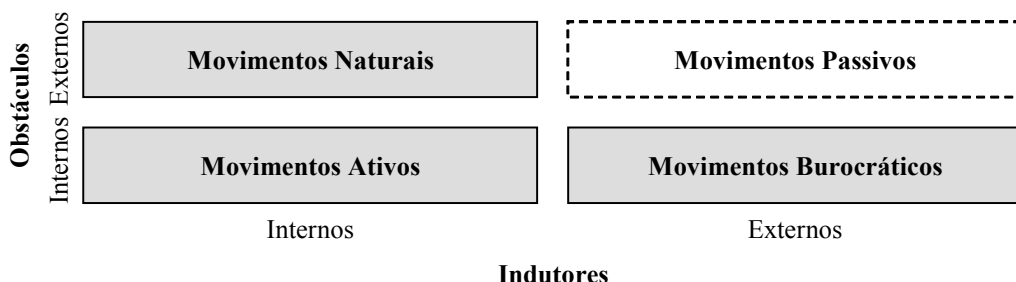 Obstáculos
Externos
Movimentos Naturais
Movimentos Passivos
Internos
Movimentos Ativos
Movimentos Burocráticos
Internos
Externos
Indutores